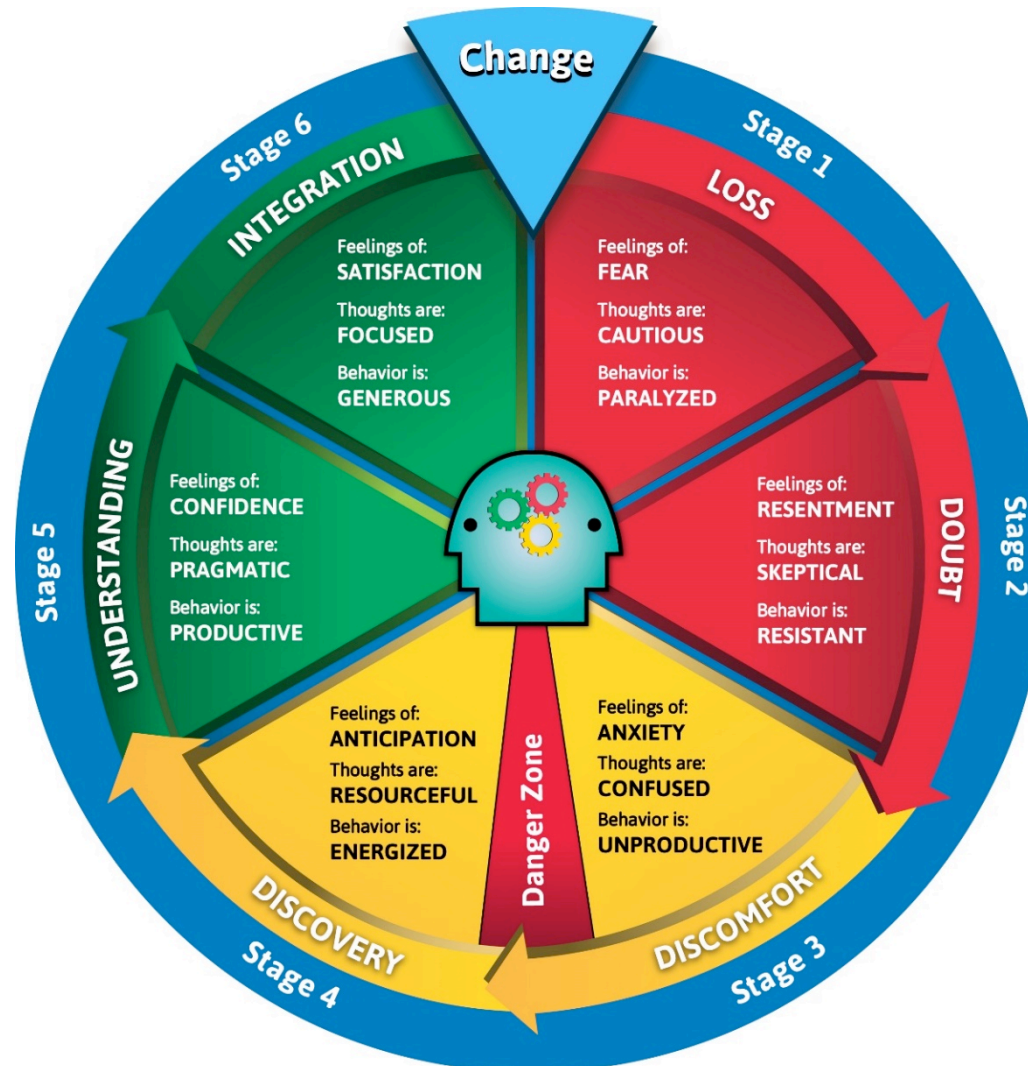 Change
Stage 1
LOSS
Feelings of:
FEAR
Thoughts are:
CAUTIOUS
Behavior is:
PARALYZED
Stage 2
DOUBT
Feelings of:
RESENTMENT
Thoughts are:
SKEPTICAL
Behavior is:
RESISTANT
Stage 3
DISCOMFORT
Feelings of:
ANXIETY
Thoughts are:
CONFUSED
Behavior is:
UNPRODUCTIVE
Danger Zone
Stage 4
DISCOVERY
Feelings of:
ANTICIPATION
Thoughts are:
RESOURCEFUL
Behavior is:
ENERGIZED
Stage 5
UNDERSTANDING
Feelings of:
CONFIDENCE
Thoughts are:
PRAGMATIC
Behavior is:
PRODUCTIVE
Stage 6
INTEGRATION
Feelings of:
SATISFACTION
Thoughts are:
FOCUSED
Behavior is:
GENEROUS